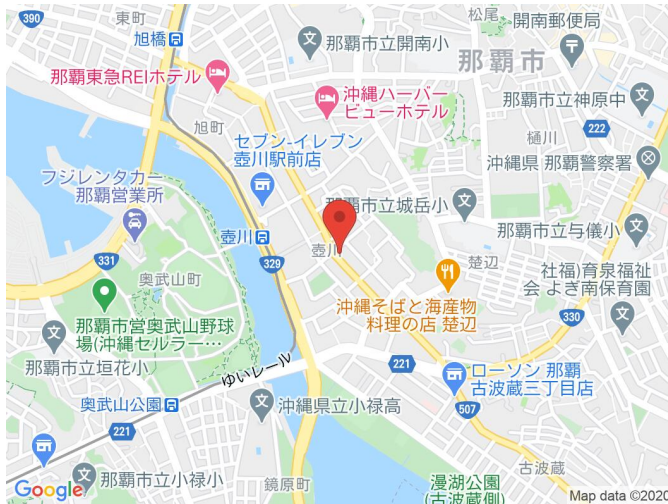 390
東町
旭橋
松尾
開南郵便局
那覇市立開南小
那覇市
那覇東急REIホテル
沖縄ハーバー
ビューホテル
那覇市立神原中
旭町
222
樋川
セブン-イレブン
壺川駅前店
沖縄県 那覇警察署
フジレンタカー
那覇営業所
那覇市立城岳小
那覇市立与儀小
壺川
壺川
楚辺
331
329
奥武山町
社福)育泉福祉
会 よぎ南保育園
那覇市営奥武山野球
場(沖縄セルラー…
沖縄そばと海産物
料理の店 楚辺
330
那覇市立垣花小
ゆいレール
221
ローソン 那覇
古波蔵三丁目店
奥武山公園
沖縄県立小禄高
507
221
古波蔵
那覇市立小禄小
鏡原町
漫湖公園
(古波蔵側)
Google
Map data ©202